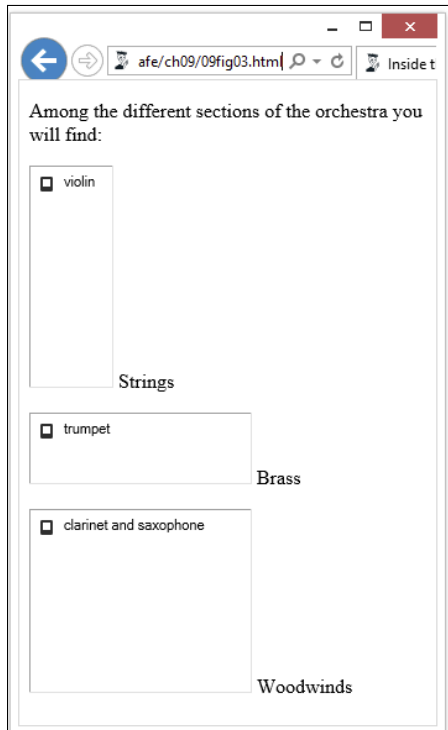 afe/ch09/09fig03.html
Inside t
Among the different sections of the orchestra you
will find:
violin
Strings
trumpet
Brass
clarinet and saxophone
Woodwinds